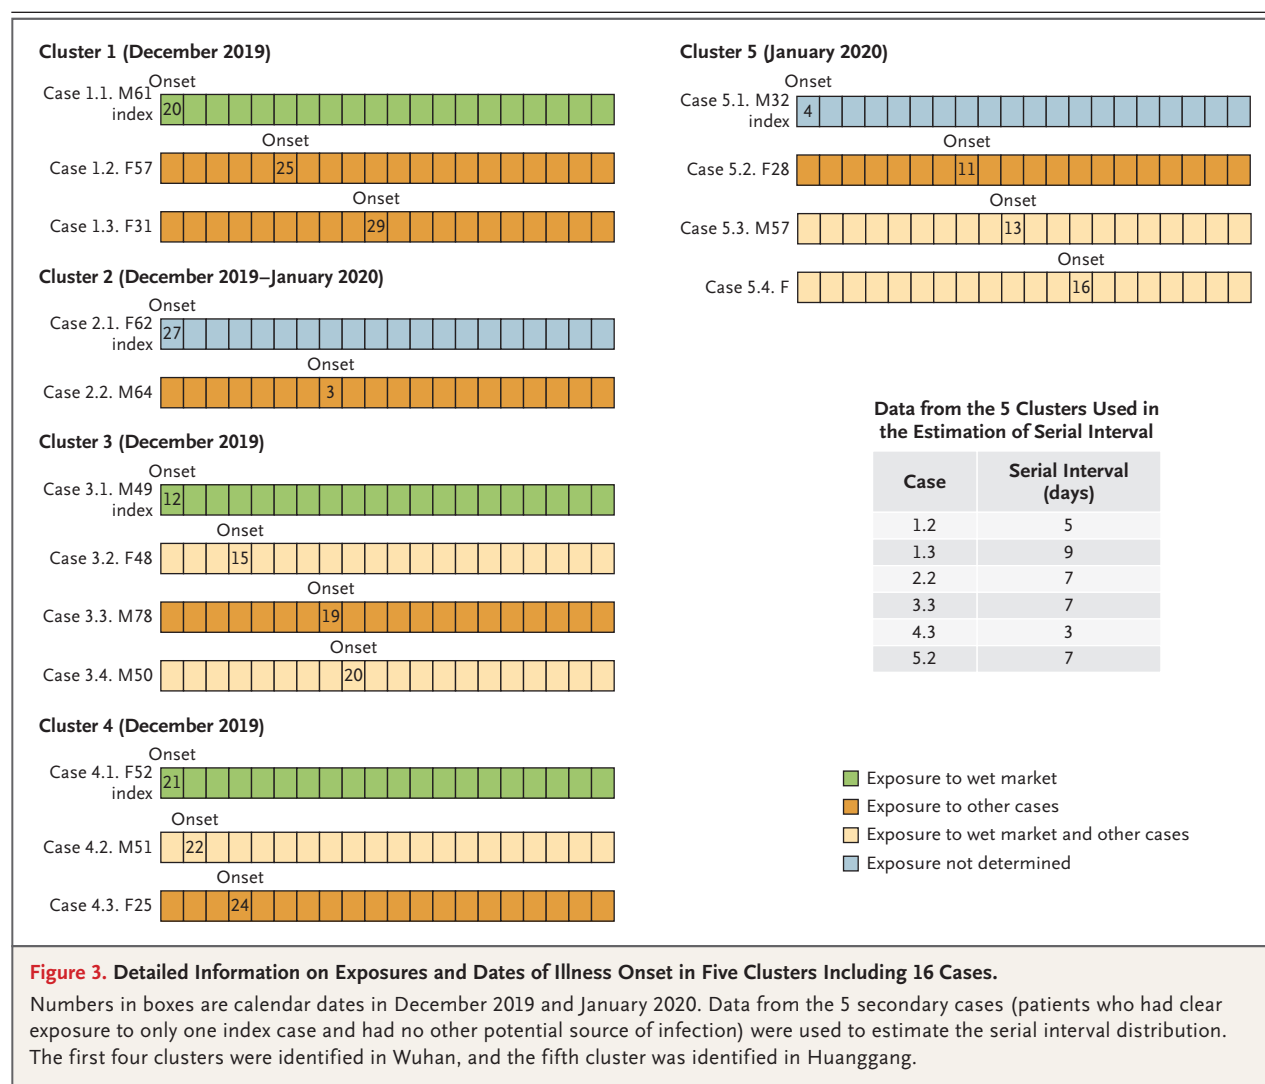 Cluster 1 (December 2019)
Onset
Case 1.1. M61
index
20
Onset
Case 1.2. F57
25
Onset
Case 1.3. F31
29
Cluster 2 (December 2019–January 2020)
Onset
Case 2.1. F62
index
27
Onset
Case 2.2. M64
3
Cluster 3 (December 2019)
Onset
Case 3.1. M49
index
12
Onset
Case 3.2. F48
15
Onset
Case 3.3. M78
19
Onset
Case 3.4. M50
20
Cluster 4 (December 2019)
Onset
Case 4.1. F52
index
21
Onset
Case 4.2. M51
22
Onset
Case 4.3. F25
24
Cluster 5 (January 2020)
Onset
Case 5.1. M32
index
4
Onset
Case 5.2. F28
11
Onset
Case 5.3. M57
13
Onset
Case 5.4. F
16
Data from the 5 Clusters Used in
the Estimation of Serial Interval
Case Serial Interval
(days)
1.2 5
1.3 9
2.2 7
3.3 7
4.3 3
5.2 7
Exposure to wet market
Exposure to other cases
Exposure to wet market and other cases
Exposure not determined
Figure 3. Detailed Information on Exposures and Dates of Illness Onset in Five Clusters Including 16 Cases.
Numbers in boxes are calendar dates in December 2019 and January 2020. Data from the 5 secondary cases (patients who had clear
exposure to only one index case and had no other potential source of infection) were used to estimate the serial interval distribution.
The first four clusters were identified in Wuhan, and the fifth cluster was identified in Huanggang.